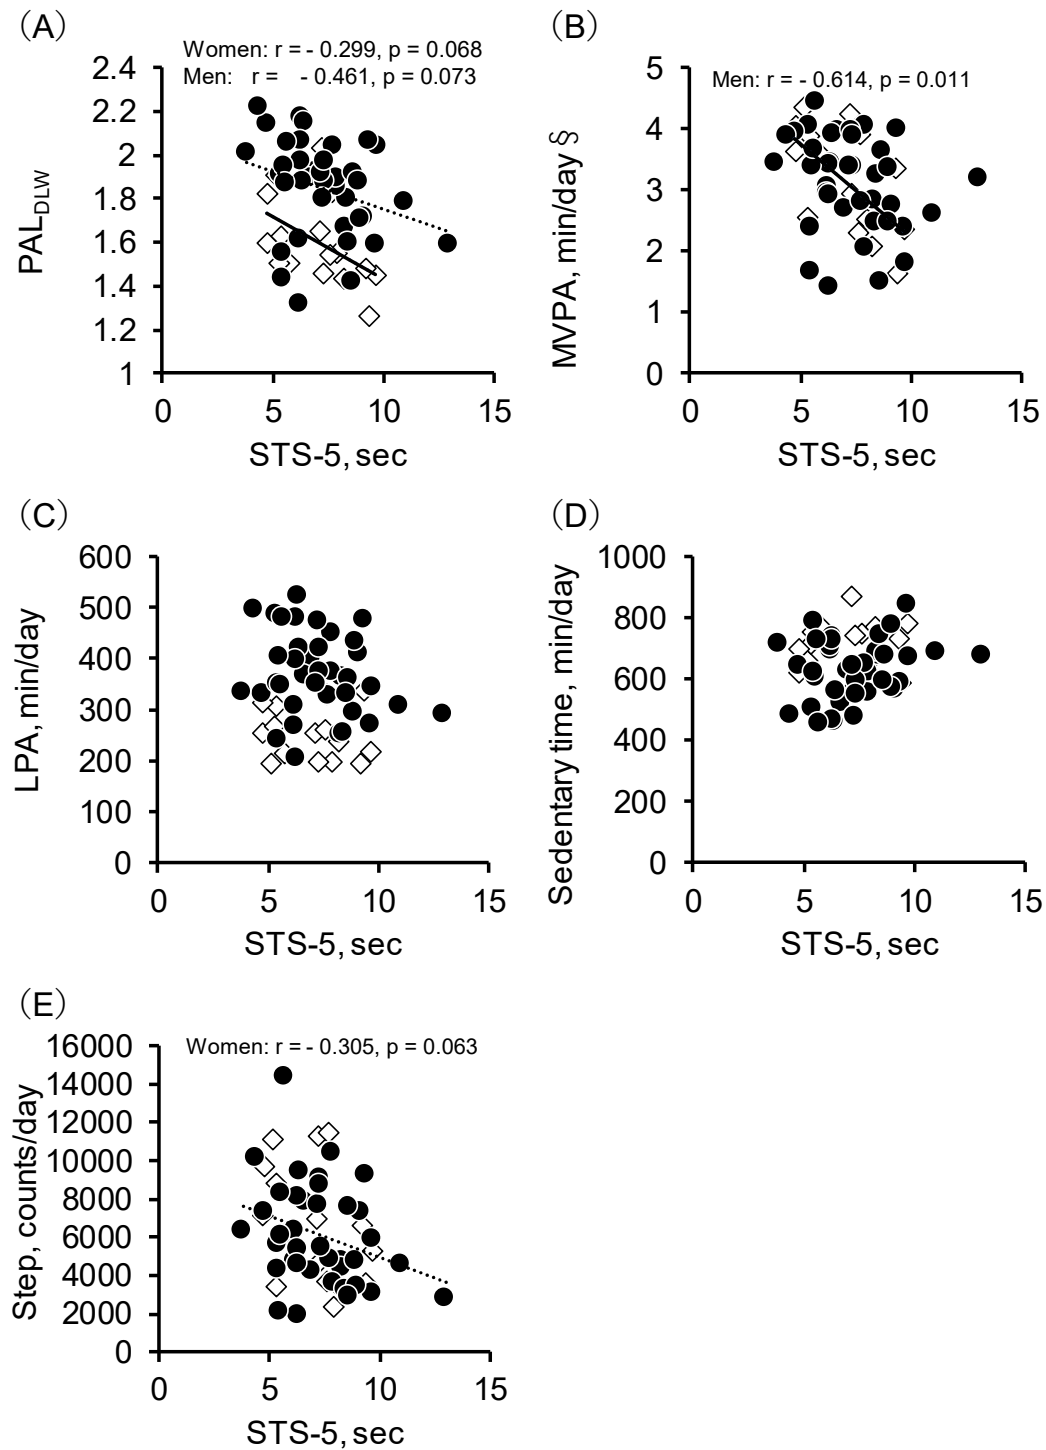 （A）
Women: r = - 0.299, p = 0.068
Men: r = - 0.461, p = 0.073
2.4
2.2
2
1.8
1.6
1.4
1.2
1
PALDLW
0 5 10 15
STS-5, sec
（B）
Men: r = - 0.614, p = 0.011
5
4
3
2
1
0
MVPA, min/day§
0 5 10 15
STS-5, sec
（C）
600
500
400
300
200
100
0
LPA, min/day
0 5 10 15
STS-5, sec
（D）
1000
800
600
400
200
0
Sedentary time, min/day
0 5 10 15
STS-5, sec
（E）
Women: r = - 0.305, p = 0.063
16000
14000
12000
10000
8000
6000
4000
2000
0
Step, counts/day
0 5 10 15
STS-5, sec